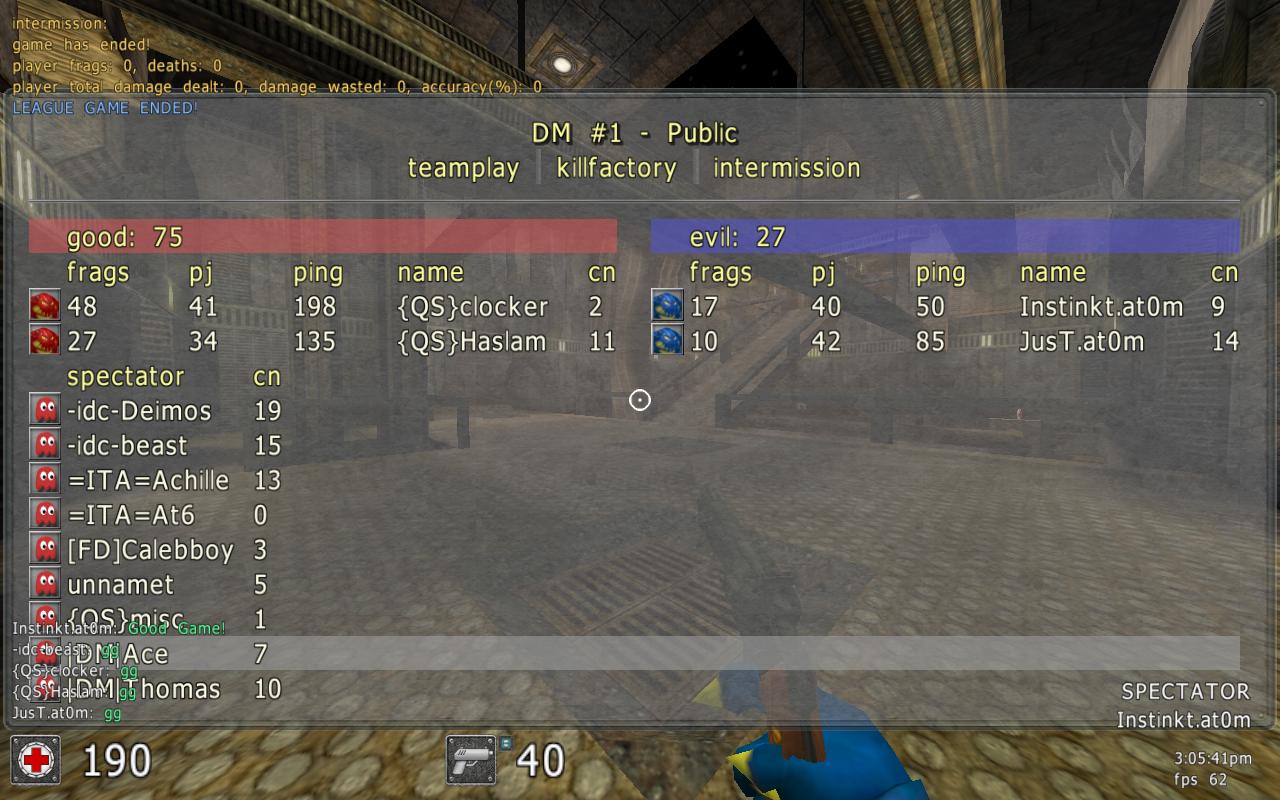 intermission:
game has ended!
player frags: 0, deaths: 0
player total damage dealt: 0, damage wasted: 0, accuracy(%): 0
LEAGUE GAME ENDED!
DM #1 - Public
teamplay killfactory intermission
good: 75
frags pj ping name cn
48 41 198 {QS}clocker 2
27 34 135 {QS}Haslam 11
evil: 27
frags pj ping name cn
17 40 50 Instinkt.at0m 9
10 42 85 JusT.at0m 14
spectator cn
-idc-Deimos 19
-idc-beast 15
=ITA=Achille 13
=ITA=At6 0
[FD]Calebboy 3
unnamet 5
{QS}misc 1
|DM|Ace 7
|DM|Thomas 10
Instinkt.at0m: Good Game!
-idc-beast: gg
{QS}clocker: gg
{QS}Haslam: gg
JusT.at0m: gg
SPECTATOR
Instinkt.at0m
190
40
3:05:41pm
fps 62